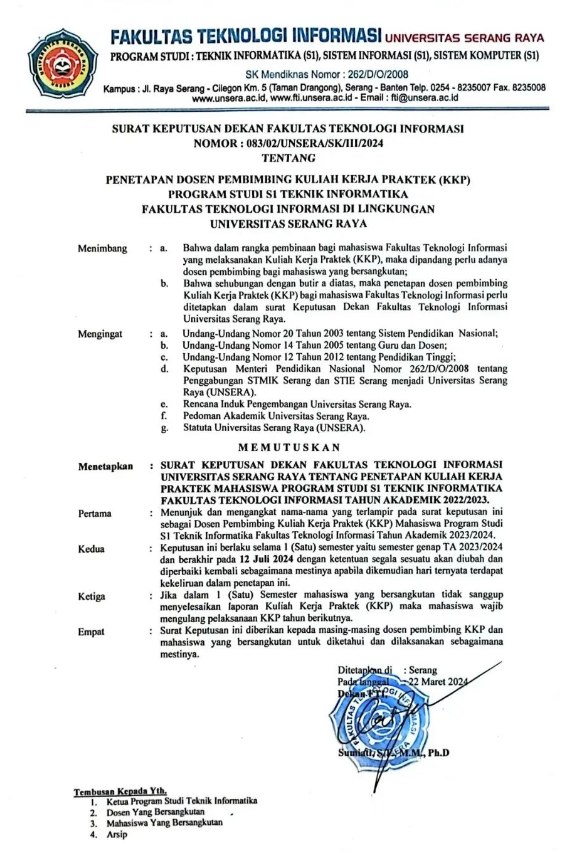 FAKULTAS TEKNOLOGI INFORMASI UNIVERSITAS SERANG RAYA
PROGRAM STUDI : TEKNIK INFORMATIKA (S1), SISTEM INFORMASI (S1), SISTEM KOMPUTER (S1)
SK Mendiknas Nomor : 262/D/O/2008
Kampus : Jl. Raya Serang - Cilegon Km. 5 (Taman Drangong), Serang - Banten Telp. 0254 - 8235007 Fax. 8235008
www.unsera.ac.id, www.fti.unsera.ac.id - Email : fti@unsera.ac.id
SURAT KEPUTUSAN DEKAN FAKULTAS TEKNOLOGI INFORMASI
NOMOR : 083/02/UNSERA/SK/III/2024
TENTANG
PENETAPAN DOSEN PEMBIMBING KULIAH KERJA PRAKTEK (KKP)
PROGRAM STUDI S1 TEKNIK INFORMATIKA
FAKULTAS TEKNOLOGI INFORMASI DI LINGKUNGAN
UNIVERSITAS SERANG RAYA
Menimbang : a. Bahwa dalam rangka pembinaan bagi mahasiswa Fakultas Teknologi Informasi
yang melaksanakan Kuliah Kerja Praktek (KKP), maka dipandang perlu adanya
dosen pembimbing bagi mahasiswa yang bersangkutan;
b. Bahwa sehubungan dengan butir a diatas, maka penetapan dosen pembimbing
Kuliah Kerja Praktek (KKP) bagi mahasiswa Fakultas Teknologi Informasi perlu
ditetapkan dalam surat Keputusan Dekan Fakultas Teknologi Informasi
Universitas Serang Raya.
Mengingat : a. Undang-Undang Nomor 20 Tahun 2003 tentang Sistem Pendidikan Nasional;
b. Undang-Undang Nomor 14 Tahun 2005 tentang Guru dan Dosen;
c. Undang-Undang Nomor 12 Tahun 2012 tentang Pendidikan Tinggi;
d. Keputusan Menteri Pendidikan Nasional Nomor 262/D/O/2008 tentang
Penggabungan STMIK Serang dan STIE Serang menjadi Universitas Serang
Raya (UNSERA).
e. Rencana Induk Pengembangan Universitas Serang Raya.
f. Pedoman Akademik Universitas Serang Raya.
g. Statuta Universitas Serang Raya (UNSERA).
M E M U T U S K A N
Menetapkan : SURAT KEPUTUSAN DEKAN FAKULTAS TEKNOLOGI INFORMASI
UNIVERSITAS SERANG RAYA TENTANG PENETAPAN KULIAH KERJA
PRAKTEK MAHASISWA PROGRAM STUDI S1 TEKNIK INFORMATIKA
FAKULTAS TEKNOLOGI INFORMASI TAHUN AKADEMIK 2022/2023.
Pertama : Menunjuk dan mengangkat nama-nama yang terlampir pada surat keputusan ini
sebagai Dosen Pembimbing Kuliah Kerja Praktek (KKP) Mahasiswa Program Studi
S1 Teknik Informatika Fakultas Teknologi Informasi Tahun Akademik 2023/2024.
Kedua : Keputusan ini berlaku selama 1 (Satu) semester yaitu semester genap TA 2023/2024
dan berakhir pada 12 Juli 2024 dengan ketentuan segala sesuatu akan diubah dan
diperbaiki kembali sebagaimana mestinya apabila dikemudian hari ternyata terdapat
kekeliruan dalam penetapan ini.
Ketiga : Jika dalam 1 (Satu) Semester mahasiswa yang bersangkutan tidak sanggup
menyelesaikan laporan Kuliah Kerja Praktek (KKP) maka mahasiswa wajib
mengulang pelaksanaan KKP tahun berikutnya.
Empat : Surat Keputusan ini diberikan kepada masing-masing dosen pembimbing KKP dan
mahasiswa yang bersangkutan untuk diketahui dan dilaksanakan sebagaimana
mestinya.
Ditetapkan di : Serang
Pada tanggal : 22 Maret 2024
Dekan FTI,
FAKULTAS TEKNOLOGI INFORMASI
Sumiati, S.T., M.M., Ph.D
Tembusan Kepada Yth.
1. Ketua Program Studi Teknik Informatika
2. Dosen Yang Bersangkutan
3. Mahasiswa Yang Bersangkutan
4. Arsip